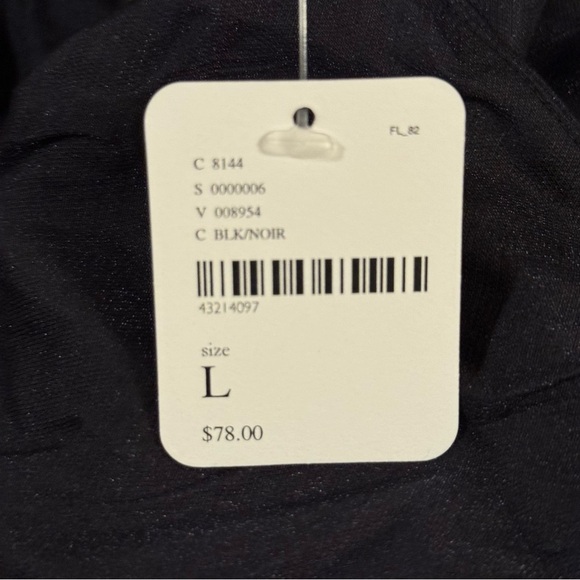 FL_82
C 8144
S 0000006
V 008954
C BLK/NOIR
43214097
size
L
$78.00